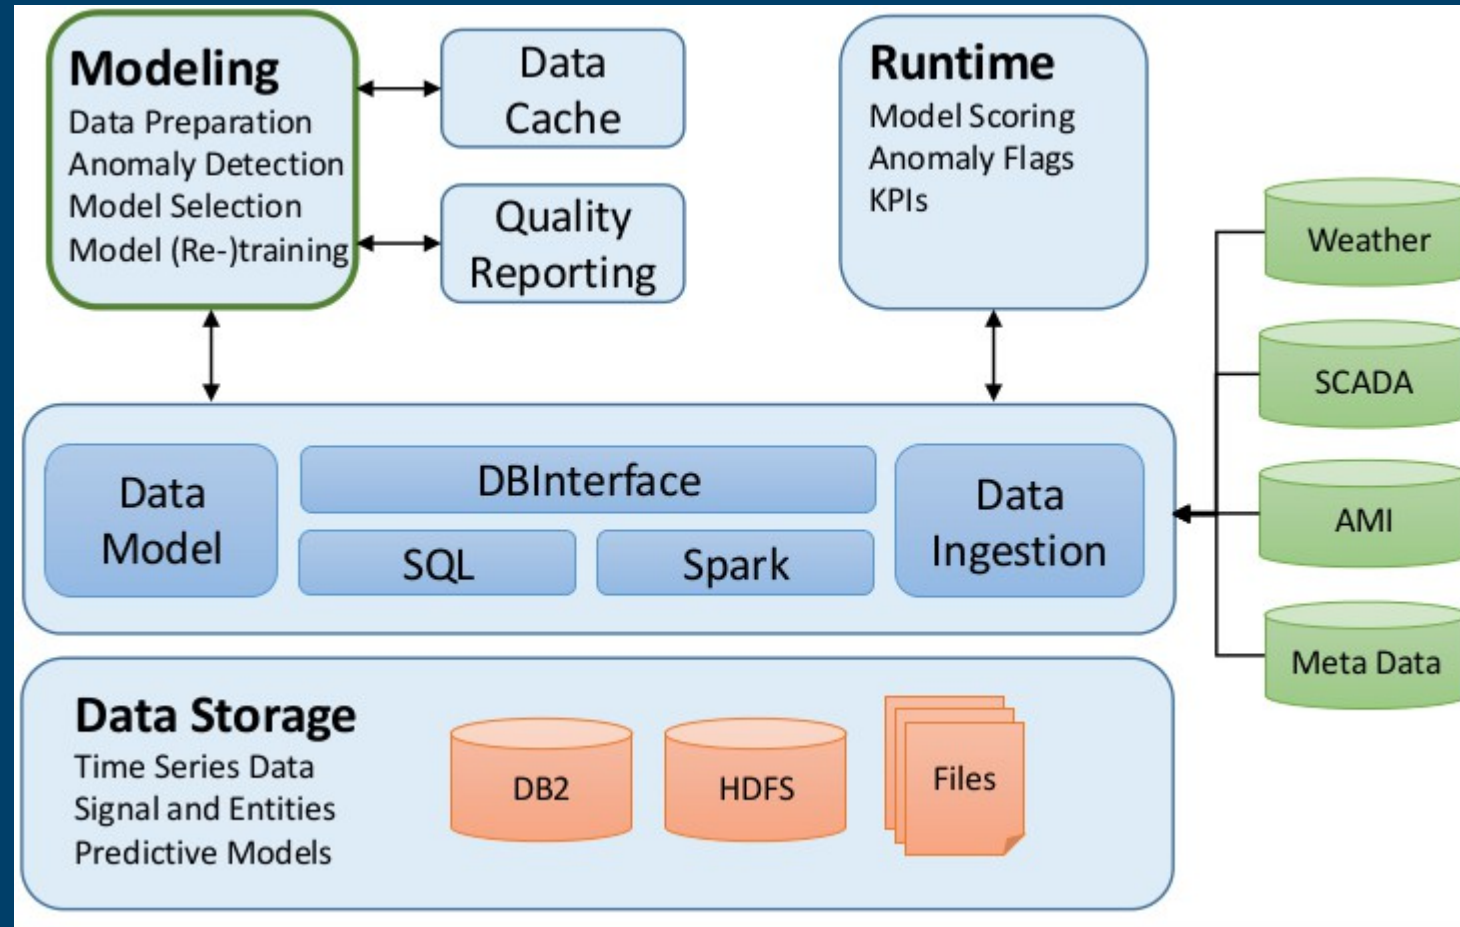 Modeling
Data Preparation
Anomaly Detection
Model Selection
Model (Re-)training
Data
Cache
Quality
Reporting
Runtime
Model Scoring
Anomaly Flags
KPIs
Weather
SCADA
AMI
Meta Data
Data
Model
DBInterface
SQL
Spark
Data
Ingestion
Data Storage
Time Series Data
Signal and Entities
Predictive Models
DB2
HDFS
Files